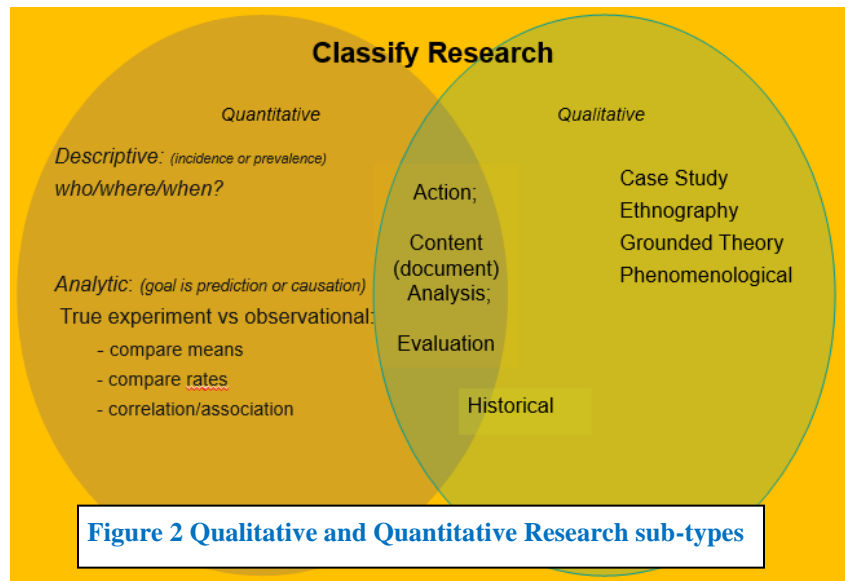 Classify Research
Quantitative
Qualitative
Descriptive: (incidence or prevalence)
who/where/when?
Analytic: (goal is prediction or causation)
True experiment vs observational:
- compare means
- compare rates
- correlation/association
Action;
Content
(document)
Analysis;
Evaluation
Historical
Case Study
Ethnography
Grounded Theory
Phenomenological
Figure 2 Qualitative and Quantitative Research sub-types